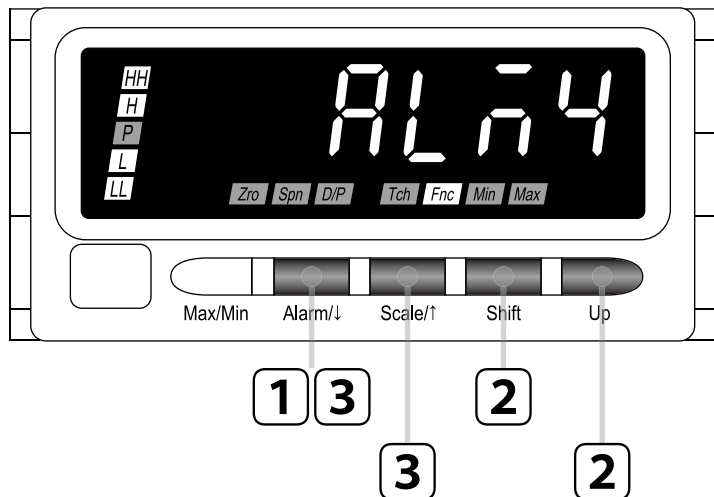 HH
H
P
L
LL
ALM4
Zro Spn D/P Tch Fnc Min Max
Max/Min Alarm/↓ Scale/↑ Shift Up
1 3 2
3 2